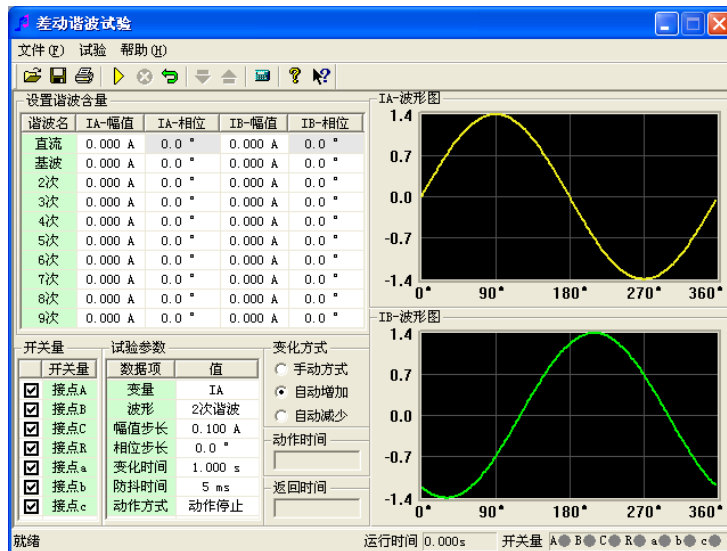 差动谐波试验
文件(F) 试验 帮助(H)
设置谐波含量
谐波名 IA-幅值 IA-相位 IB-幅值 IB-相位
直流 0.000 A 0.0 ° 0.000 A 0.0 °
基波 0.000 A 0.0 ° 0.000 A 0.0 °
2次 0.000 A 0.0 ° 0.000 A 0.0 °
3次 0.000 A 0.0 ° 0.000 A 0.0 °
4次 0.000 A 0.0 ° 0.000 A 0.0 °
5次 0.000 A 0.0 ° 0.000 A 0.0 °
6次 0.000 A 0.0 ° 0.000 A 0.0 °
7次 0.000 A 0.0 ° 0.000 A 0.0 °
8次 0.000 A 0.0 ° 0.000 A 0.0 °
9次 0.000 A 0.0 ° 0.000 A 0.0 °
IA-波形图
1.4
0.7
0.0
-0.7
-1.4
0° 90° 180° 270° 360°
IB-波形图
1.4
0.7
0.0
-0.7
-1.4
0° 90° 180° 270° 360°
开关量
开关量
接点A
接点B
接点C
接点R
接点a
接点b
接点c
试验参数
数据项 值
变量 IA
波形 2次谐波
幅值步长 0.100 A
相位步长 0.0 °
变化时间 1.000 s
防抖时间 5 ms
动作方式 动作停止
变化方式
手动方式
自动增加
自动减少
动作时间
返回时间
就绪 运行时间 0.000s 开关量 A B C R a b c